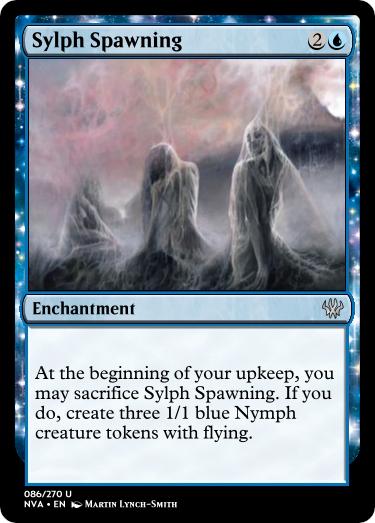 Sylph Spawning 2
Enchantment
At the beginning of your upkeep, you
may sacrifice Sylph Spawning. If you
do, create three 1/1 blue Nymph
creature tokens with flying.
086/270 U
NVA • EN Martin Lynch-Smith